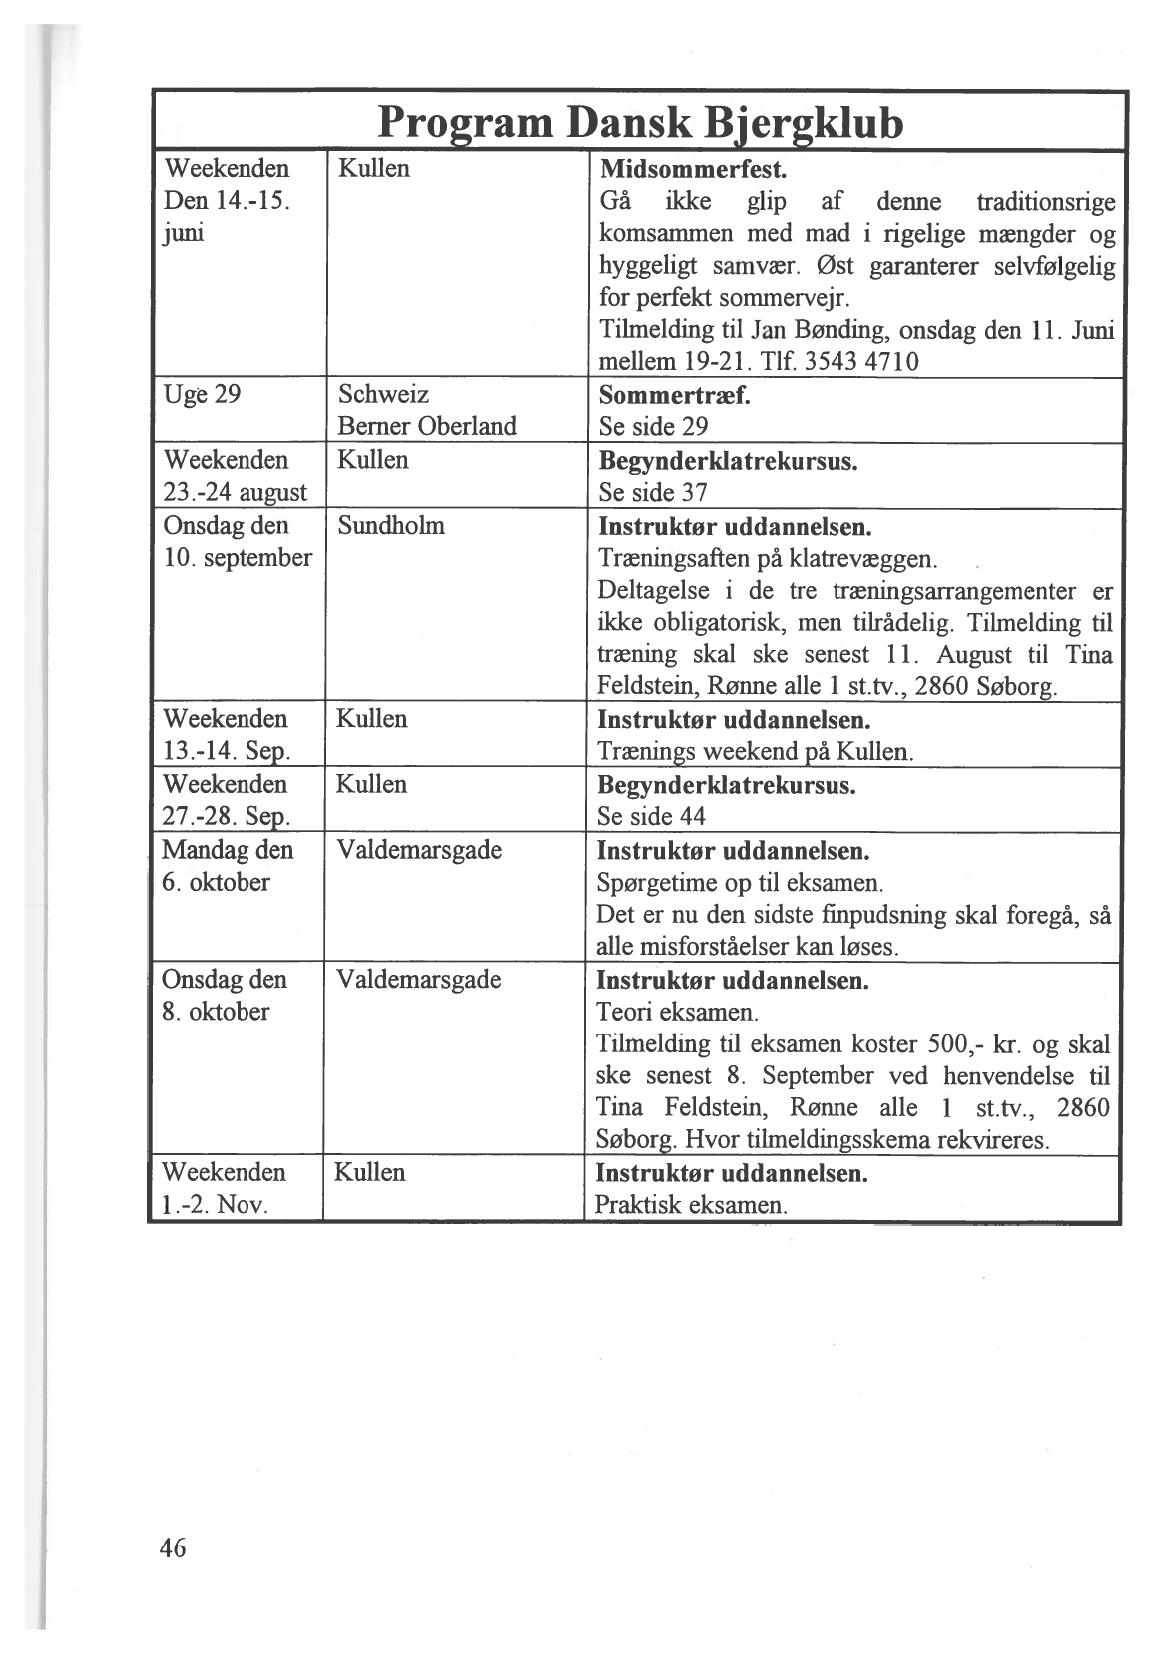 Program Dansk Bjergklub
Weekenden
Den 14.-15.
juni
Kullen
Midsommerfest.
Gå ikke glip af denne traditionsrige
komsammen med mad i rigelige mængder og
hyggeligt samvær. Øst garanterer selvfølgelig
for perfekt sommervejr.
Tilmelding til Jan Bønding, onsdag den 11. Juni
mellem 19-21. Tlf. 3543 4710
Uge 29
Schweiz
Berner Oberland
Sommertræf.
Se side 29
Weekenden
23.-24 august
Kullen
Begynderklatrekursus.
Se side 37
Onsdag den
10. september
Sundholm
Instruktør uddannelsen.
Træningsaften på klatrevæggen.
Deltagelse i de tre træningsarrangementer er
ikke obligatorisk, men tilrådelig. Tilmelding til
træning skal ske senest 11. August til Tina
Feldstein, Rønne alle 1 st.tv., 2860 Søborg.
Weekenden
13.-14. Sep.
Kullen
Instruktør uddannelsen.
Trænings weekend på Kullen.
Weekenden
27.-28. Sep.
Kullen
Begynderklatrekursus.
Se side 44
Mandag den
6. oktober
Valdemarsgade
Instruktør uddannelsen.
Spørgetime op til eksamen.
Det er nu den sidste finpudsning skal foregå, så
alle misforståelser kan løses.
Onsdag den
8. oktober
Valdemarsgade
Instruktør uddannelsen.
Teori eksamen.
Tilmelding til eksamen koster 500,- kr. og skal
ske senest 8. September ved henvendelse til
Tina Feldstein, Rønne alle 1 st.tv., 2860
Søborg. Hvor tilmeldingsskema rekvireres.
Weekenden
1.-2. Nov.
Kullen
Instruktør uddannelsen.
Praktisk eksamen.
46